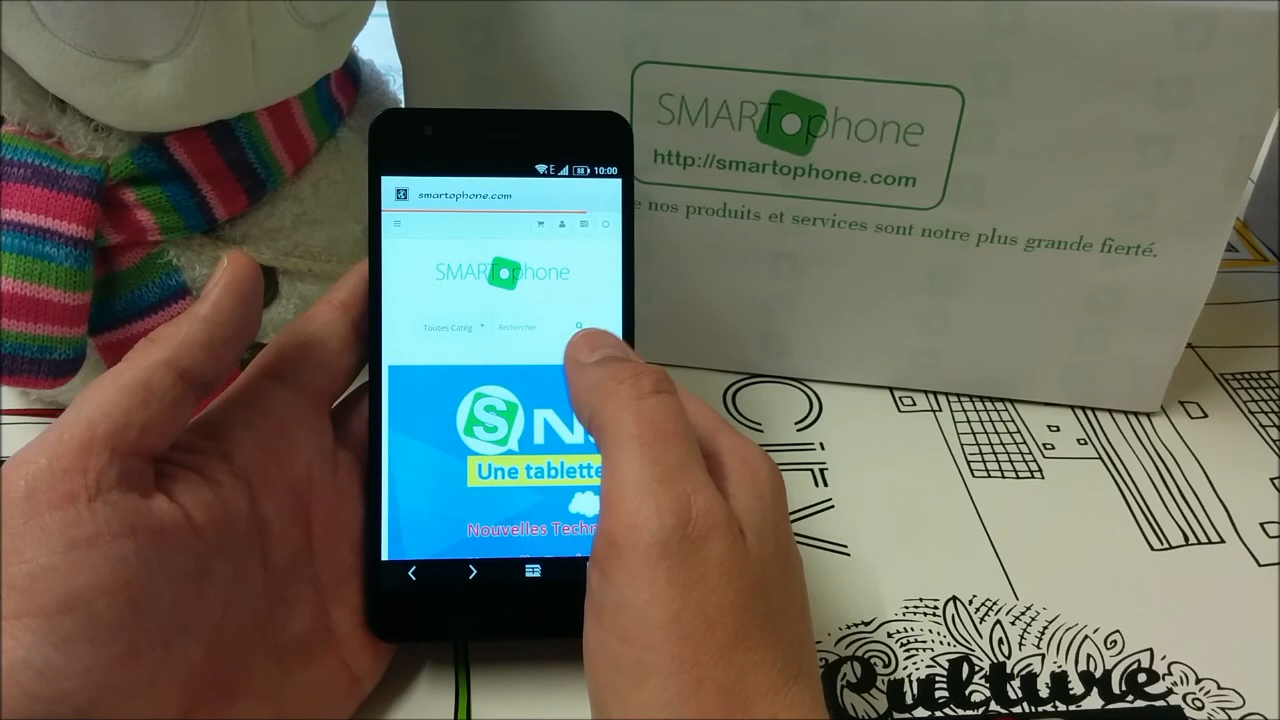 SMARTophone
http://smartophone.com
e nos produits et services sont notre plus grande fierté.
E 88 10:00
smartophone.com
SMARTophone
Toutes Catég
Rechercher
S
Une tablette
Nouvelles Techn
CITY
Culture